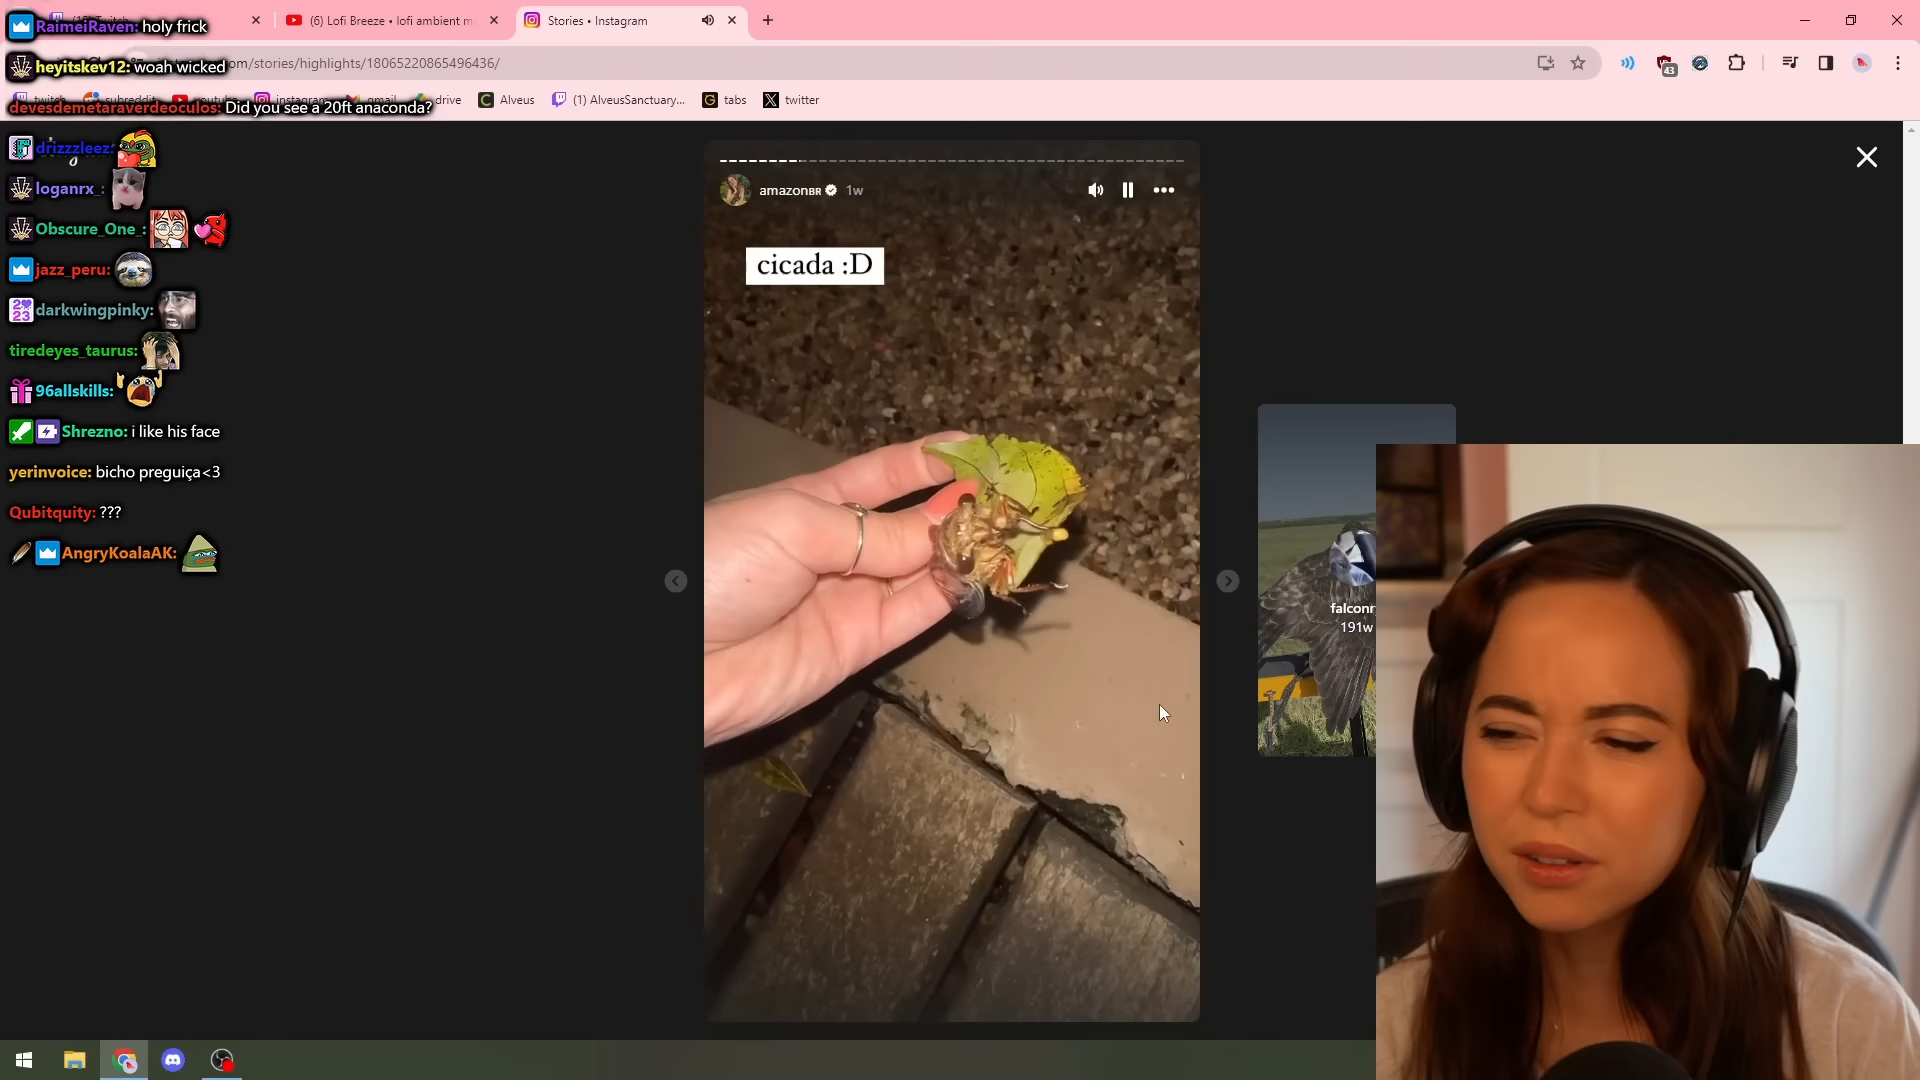 (6) Lofi Breeze • lofi ambient m
Stories • Instagram
om/stories/highlights/18065220865496436/
43
drive
Alveus
(1) AlveusSanctuary...
tabs
twitter
RaimeiRaven: holy frick
heyitskev12: woah wicked
devesdemetaraverdeoculos: Did you see a 20ft anaconda?
drizzzleez:
loganrx_:
Obscure_One_:
jazz_peru:
darkwingpinky:
tiredeyes_taurus:
96allskills:
Shrezno: i like his face
yerinvoice: bicho preguiça<3
Qubitquity: ???
AngryKoalaAK:
amazonBR 1w
cicada :D
falconr
191w